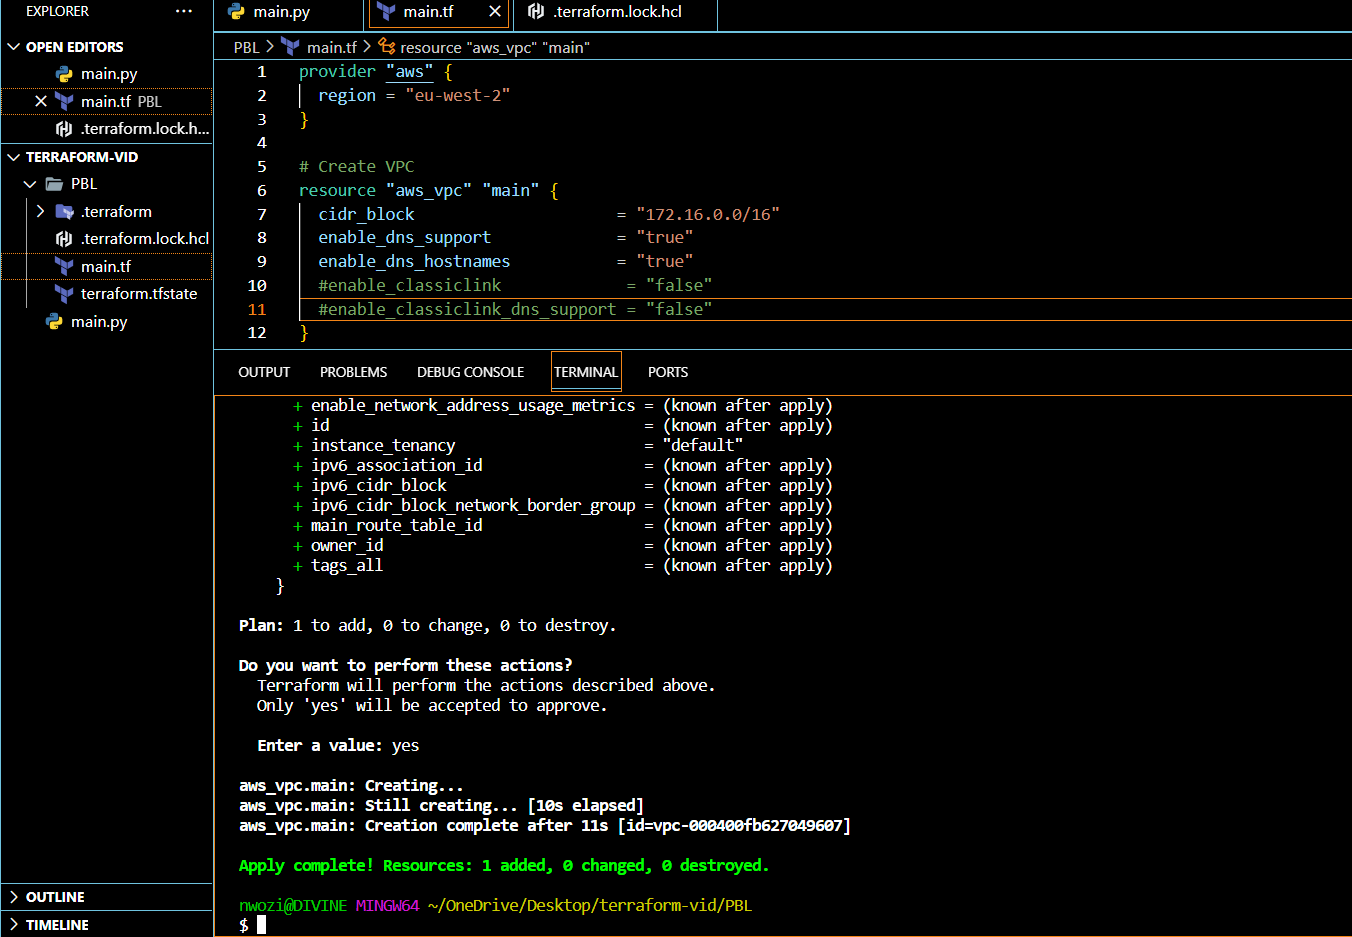 EXPLORER ···
OPEN EDITORS
main.py
main.tf PBL
.terraform.lock.h...
TERRAFORM-VID
PBL
.terraform
.terraform.lock.hcl
main.tf
terraform.tfstate
main.py
OUTLINE
TIMELINE
main.py main.tf .terraform.lock.hcl
PBL > main.tf > resource "aws_vpc" "main"
1 provider "aws" {
2 region = "eu-west-2"
3 }
4
5 # Create VPC
6 resource "aws_vpc" "main" {
7 cidr_block = "172.16.0.0/16"
8 enable_dns_support = "true"
9 enable_dns_hostnames = "true"
10 #enable_classiclink = "false"
11 #enable_classiclink_dns_support = "false"
12 }
OUTPUT PROBLEMS DEBUG CONSOLE TERMINAL PORTS
+ enable_network_address_usage_metrics = (known after apply)
+ id = (known after apply)
+ instance_tenancy = "default"
+ ipv6_association_id = (known after apply)
+ ipv6_cidr_block = (known after apply)
+ ipv6_cidr_block_network_border_group = (known after apply)
+ main_route_table_id = (known after apply)
+ owner_id = (known after apply)
+ tags_all = (known after apply)
}
Plan: 1 to add, 0 to change, 0 to destroy.
Do you want to perform these actions?
Terraform will perform the actions described above.
Only 'yes' will be accepted to approve.
Enter a value: yes
aws_vpc.main: Creating...
aws_vpc.main: Still creating... [10s elapsed]
aws_vpc.main: Creation complete after 11s [id=vpc-000400fb627049607]
Apply complete! Resources: 1 added, 0 changed, 0 destroyed.
nwozi@DIVINE MINGW64 ~/OneDrive/Desktop/terraform-vid/PBL
$